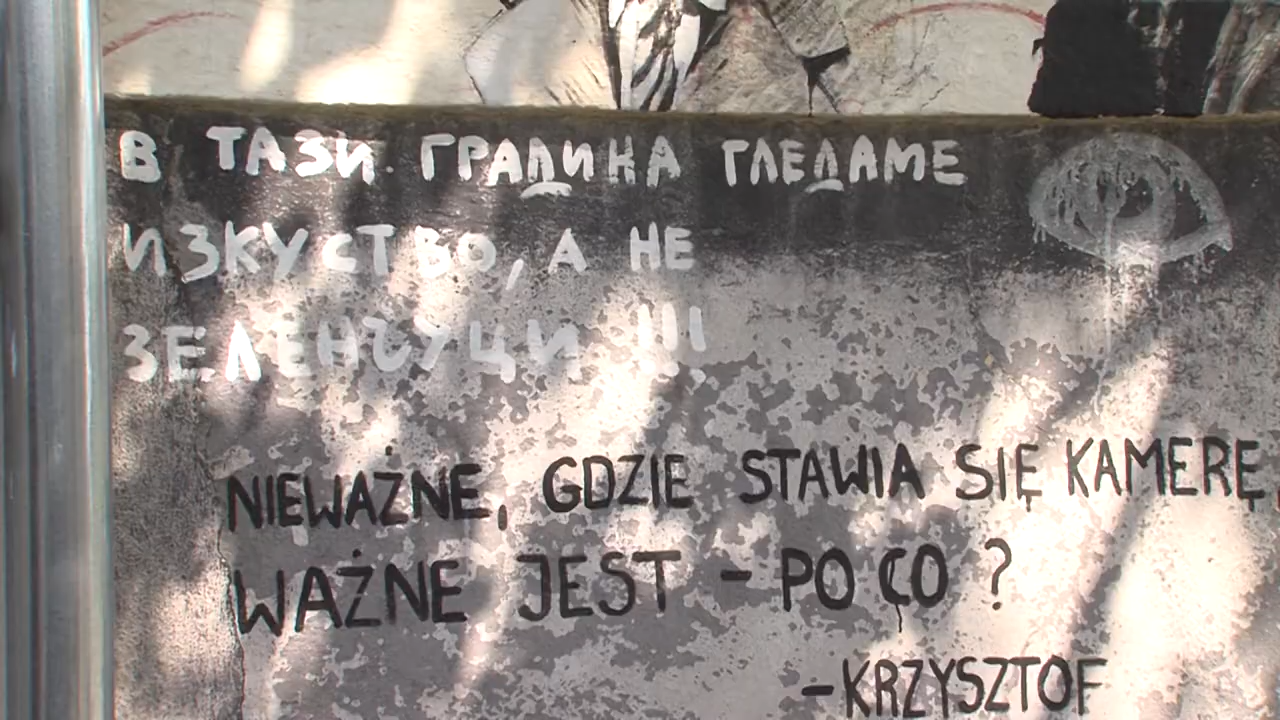 В ТАЗИ ГРАДИНА ГЛЕДАМЕ
ИЗКУСТВО, А НЕ
ЗЕЛЕНЧУЦИ !!!
NIEWAŻNE, GDZIE STAWIA SIĘ KAMERĘ
WAŻNE JEST - PO CO ?
-KRZYSZTOF